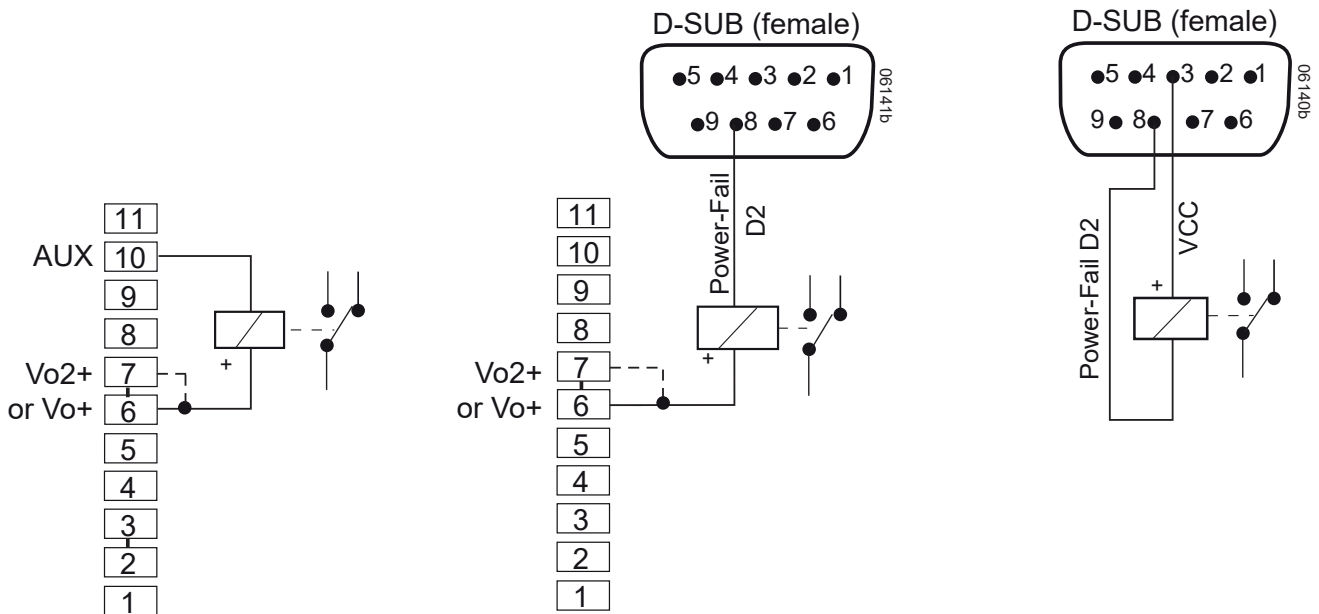 11
AUX 10
9
8
Vo2+ 7
or Vo+ 6
5
4
3
2
1
+
D-SUB (female)
5 4 3 2 1
9 8 7 6
06141b
Power-Fail
D2
11
10
9
8
Vo2+ 7
or Vo+ 6
5
4
3
2
1
+
D-SUB (female)
5 4 3 2 1
9 8 7 6
06140b
Power-Fail D2
VCC
+